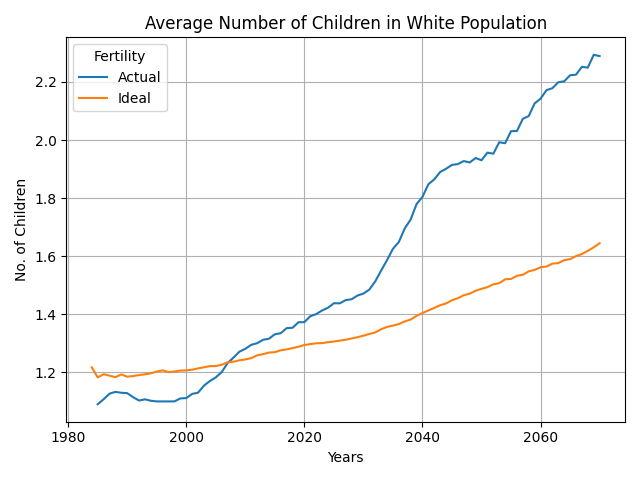 Average Number of Children in White Population
Fertility
Actual
Ideal
2.2
2.0
1.8
1.6
1.4
1.2
No. of Children
1980
2000
2020
2040
2060
Years